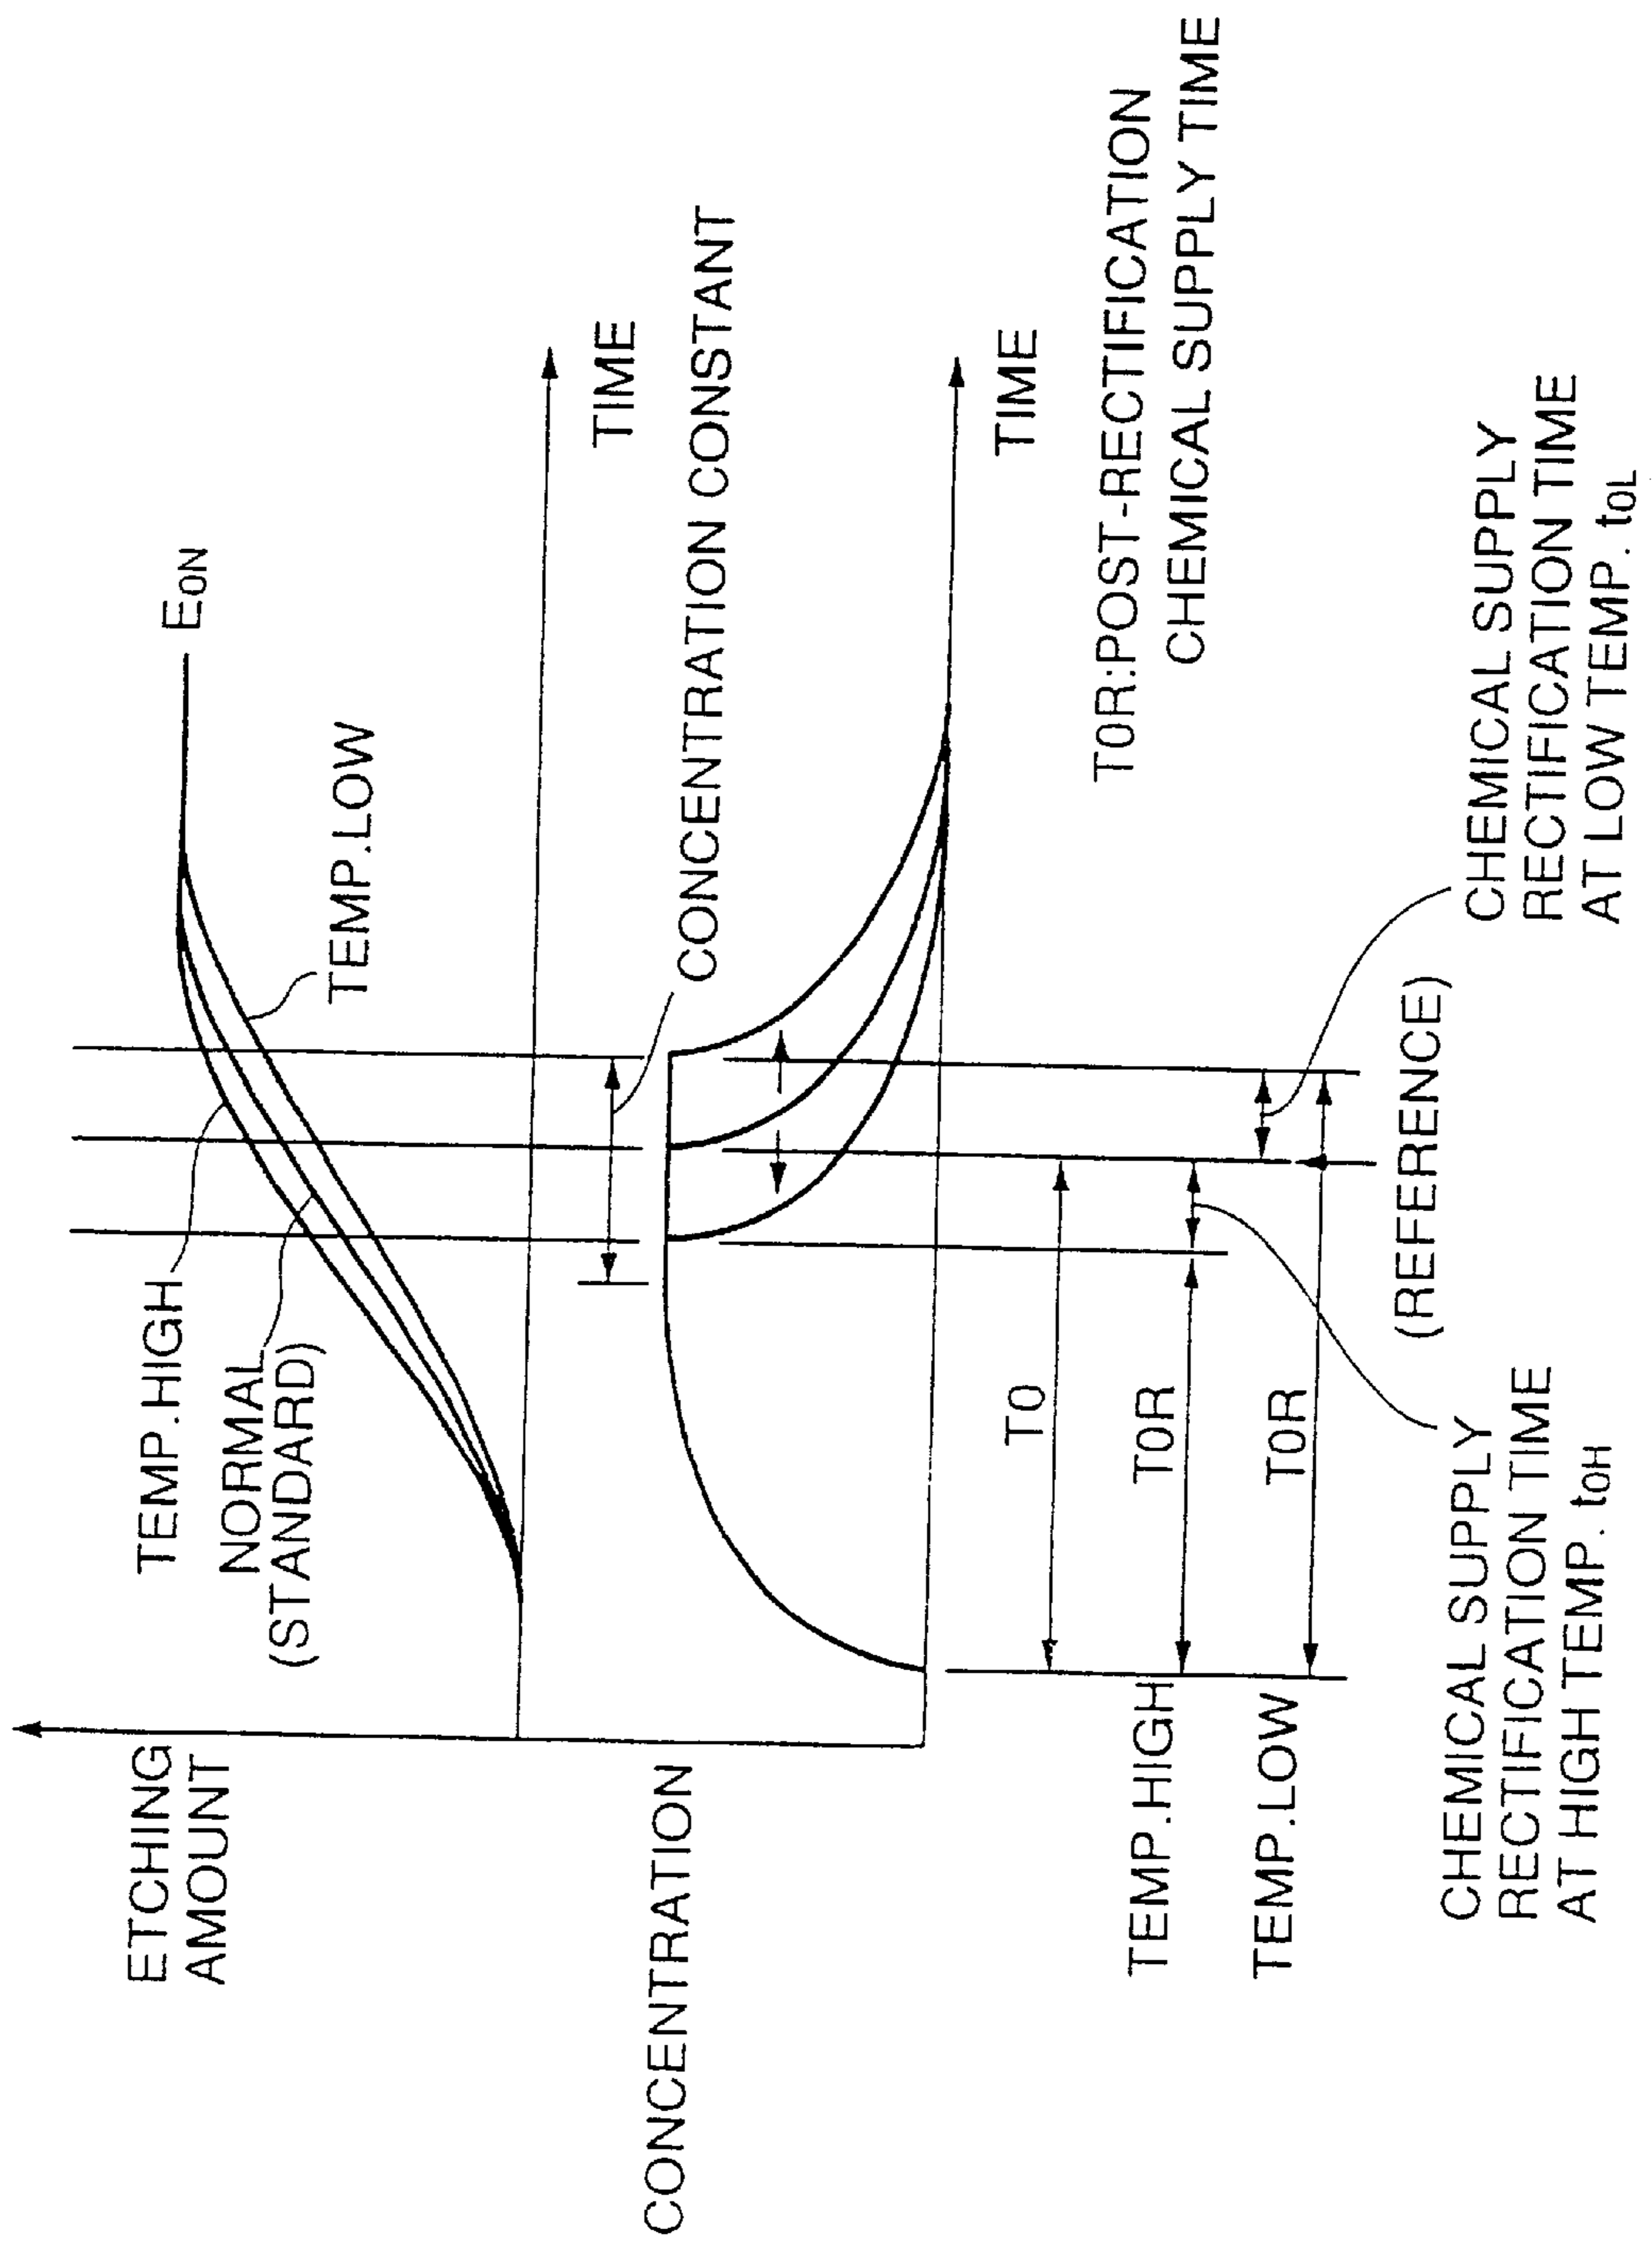 ETCHING
AMOUNT
TEMP.HIGH
NORMAL
(STANDARD)
TEMP.LOW
EON
TIME
CONCENTRATION
CONCENTRATION CONSTANT
TIME
T0
TEMP.HIGH
T0R
TEMP.LOW
T0R
T0R:POST-RECTIFICATION
CHEMICAL SUPPLY TIME
(REFERENCE)
CHEMICAL SUPPLY
RECTIFICATION TIME
AT HIGH TEMP. t0H
CHEMICAL SUPPLY
RECTIFICATION TIME
AT LOW TEMP. t0L